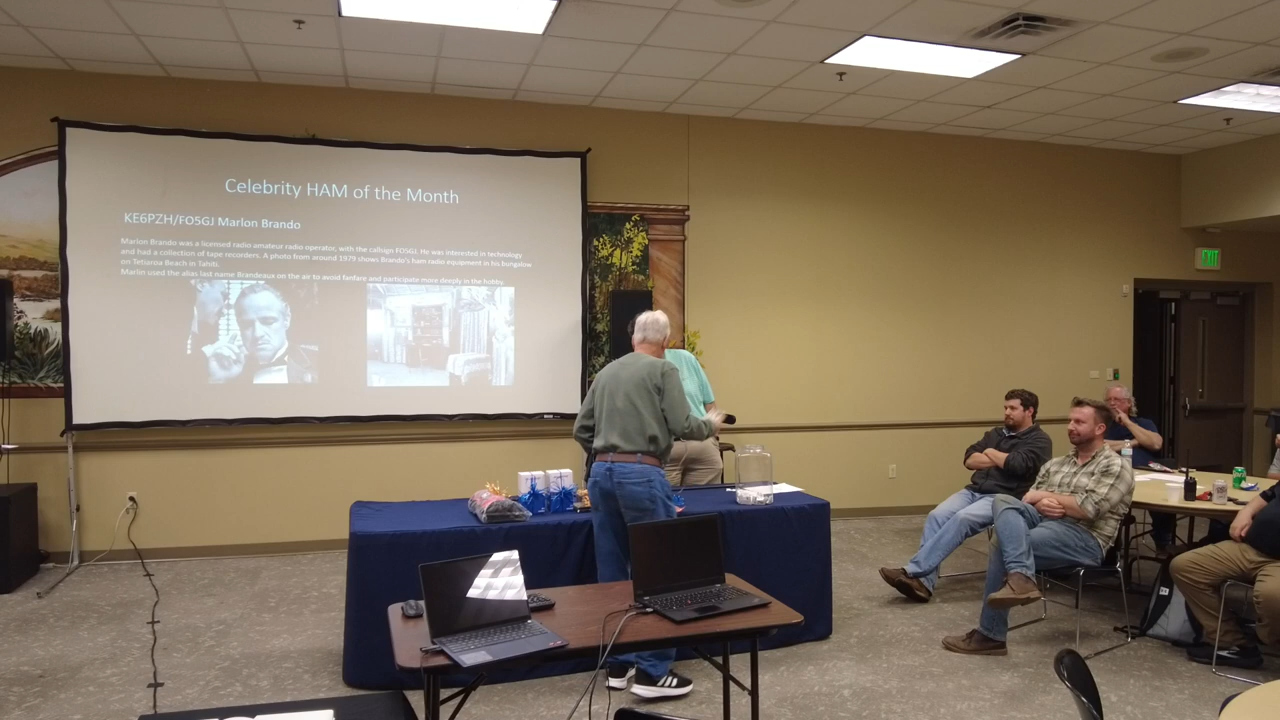 Celebrity HAM of the Month
KE6PZH/FO5GJ Marlon Brando
Marlon Brando was a licensed radio amateur radio operator, with the callsign FO5GJ. He was interested in technology
and had a collection of tape recorders. A photo from around 1979 shows Brando's ham radio equipment in his bungalow
on Tetiaroa Beach in Tahiti.
Marlin used the alias last name Brandeaux on the air to avoid fanfare and participate more deeply in the hobby.
EXIT